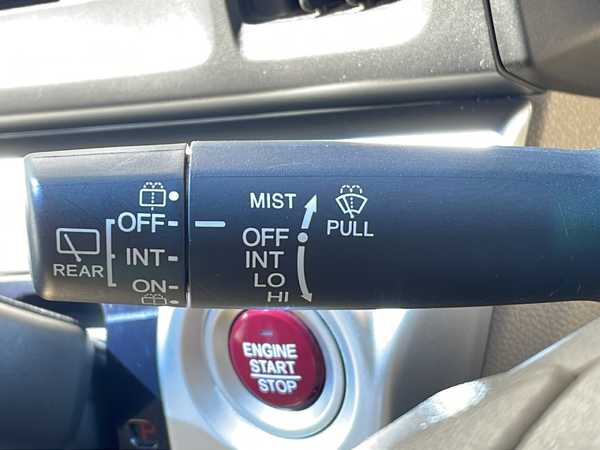 OFF
INT
ON
REAR
MIST
OFF
INT
LO
HI
PULL
ENGINE
START
STOP
P